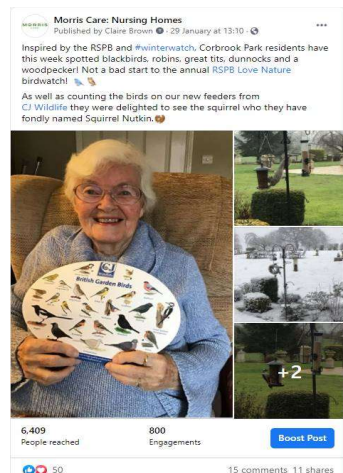 MORRIS
Morris Care: Nursing Homes
Published by Claire Brown · 29 January at 13:10 ·
Inspired by the RSPB and #winterwatch, Corbrook Park residents have
this week spotted blackbirds, robins, great tits, dunnocks and a
woodpecker! Not a bad start to the annual RSPB Love Nature
birdwatch!
As well as counting the birds on our new feeders from
CJ Wildlife they were delighted to see the squirrel who they have
fondly named Squirrel Nutkin.
British Garden Birds
+2
6,409
People reached
800
Engagements
Boost Post
50
15 comments 11 shares